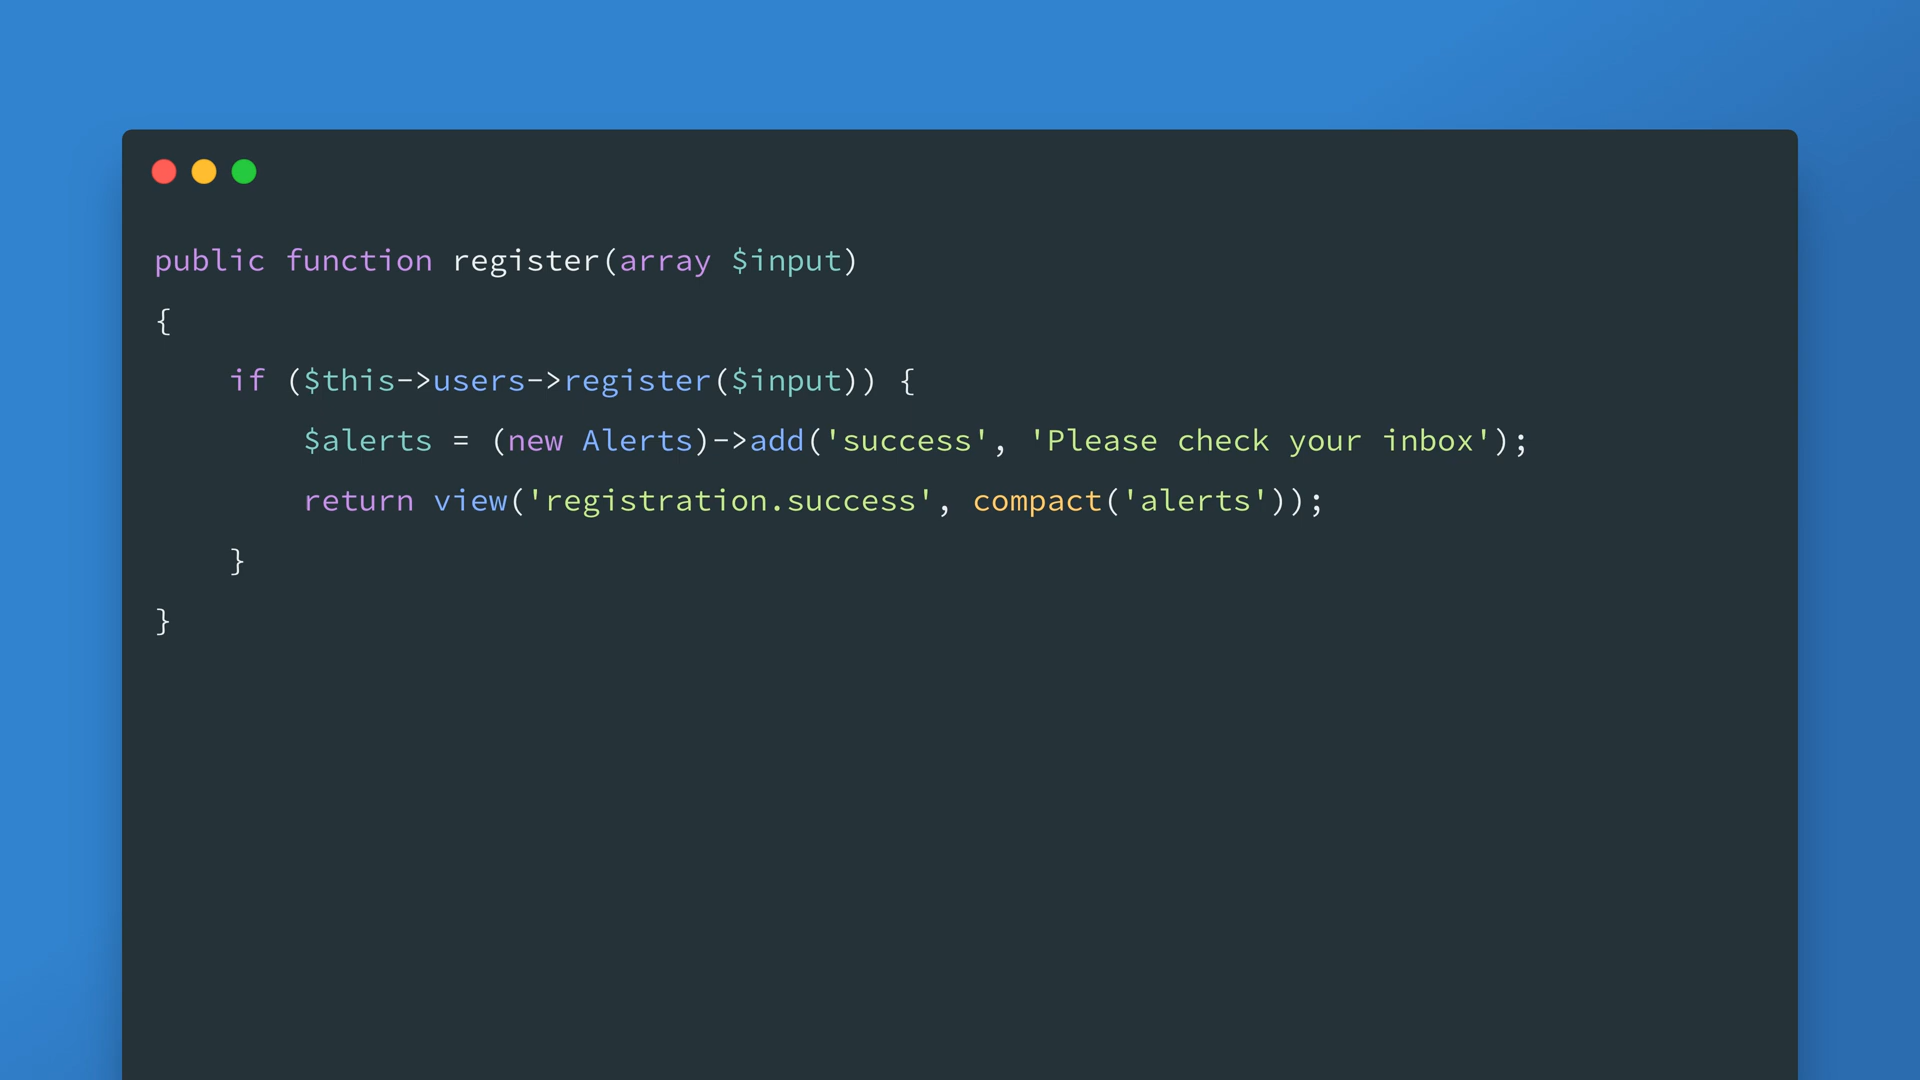 public function register(array $input)
{
    if ($this->users->register($input)) {
        $alerts = (new Alerts)->add('success', 'Please check your inbox');
        return view('registration.success', compact('alerts'));
    }
}